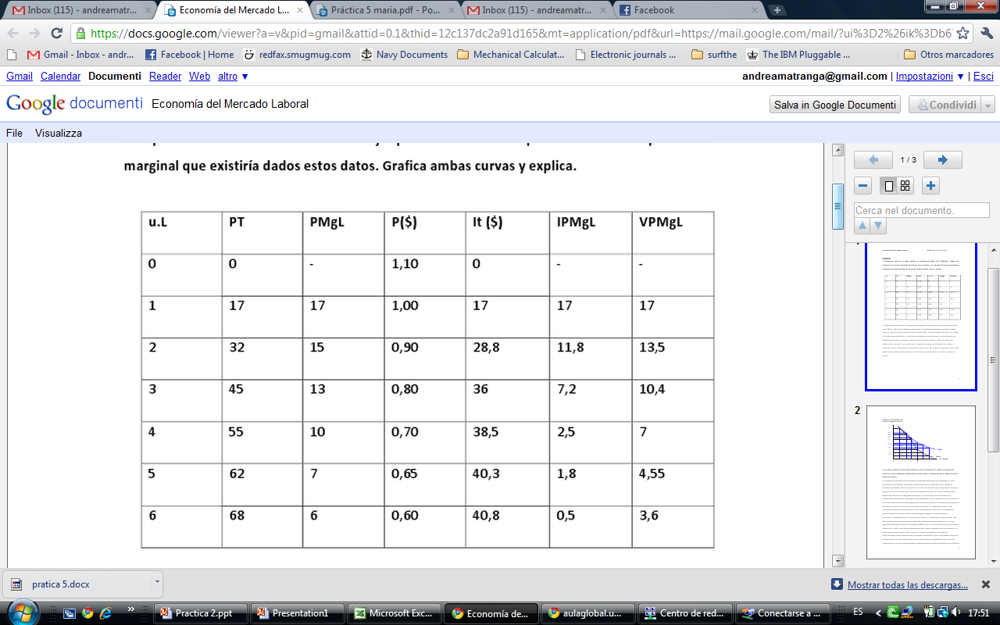 Inbox (115) - andreamatr...
Economía del Mercado L...
Práctica 5 maria.pdf - Po...
Inbox (115) - andreamatr...
Facebook
https://docs.google.com/viewer?a=v&pid=gmail&attid=0.1&thid=12c137dc2a91d165&mt=application/pdf&url=https://mail.google.com/mail/?ui%3D2%26ik%3Db6
Gmail - Inbox - andr...
Facebook | Home
redfax.smugmug.com
Navy Documents
Mechanical Calculat...
Electronic journals ...
surfthe
The IBM Pluggable ...
Otros marcadores
Gmail Calendar Documenti Reader Web altro ▼
andreamatranga@gmail.com | Impostazioni ▼ | Esci
Google documenti
Economía del Mercado Laboral
Salva in Google Documenti
Condividi
File Visualizza
marginal que existiría dados estos datos. Grafica ambas curvas y explica.
u.L PT PMgL P($) It ($) IPMgL VPMgL
0 0 - 1,10 0 - -
1 17 17 1,00 17 17 17
2 32 15 0,90 28,8 11,8 13,5
3 45 13 0,80 36 7,2 10,4
4 55 10 0,70 38,5 2,5 7
5 62 7 0,65 40,3 1,8 4,55
6 68 6 0,60 40,8 0,5 3,6
1 / 3
Cerca nel documento.
2
pratica 5.docx
Mostrar todas las descargas...
Practica 2.ppt
Presentation1
Microsoft Exc...
Economía de...
aulaglobal.u...
Centro de red...
Conectarse a ...
ES
17:51